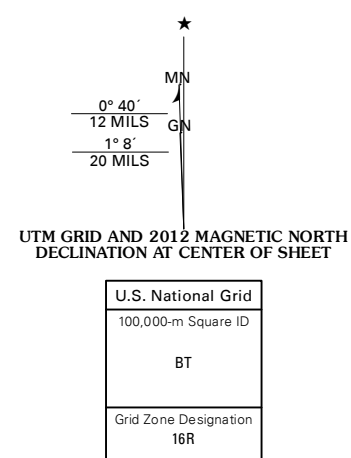 MN
0° 40´
12 MILS
GN
1° 8´
20 MILS
UTM GRID AND 2012 MAGNETIC NORTH
DECLINATION AT CENTER OF SHEET
U.S. National Grid
100,000-m Square ID
BT
Grid Zone Designation
16R